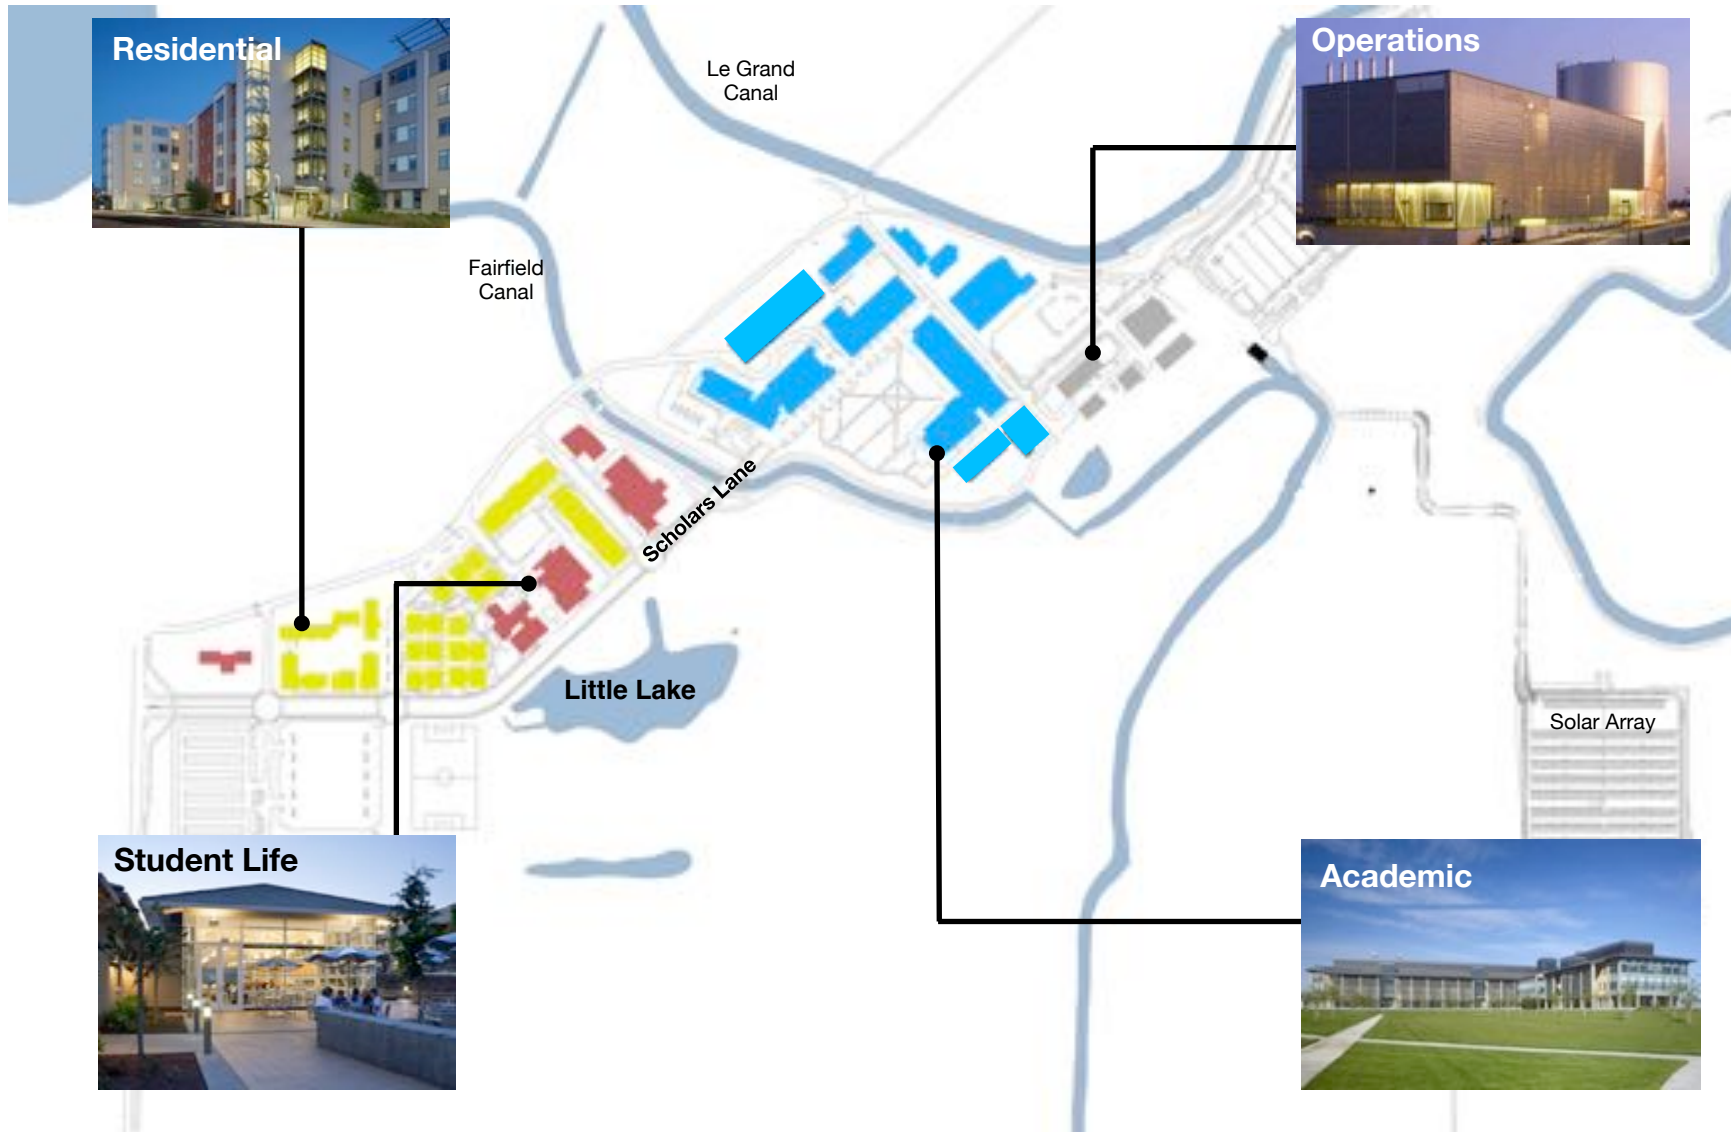 Residential
Operations
Le Grand
Canal
Fairfield
Canal
Scholars Lane
Little Lake
Solar Array
Student Life
Academic